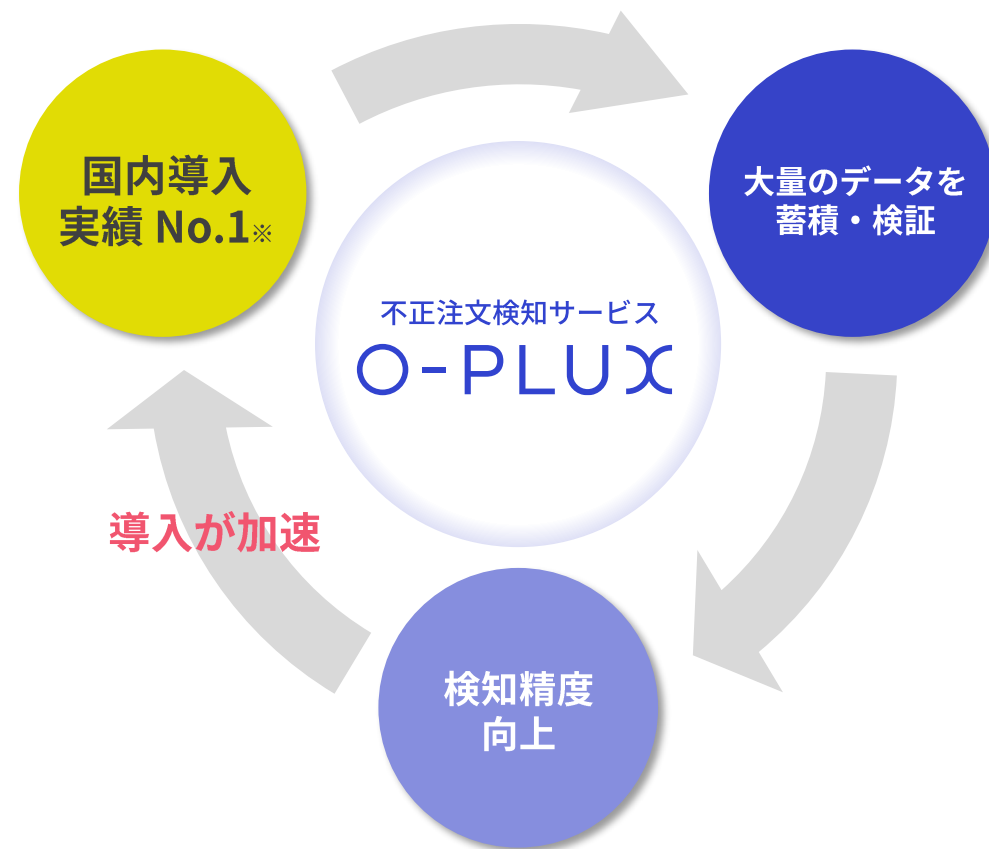 国内導入
実績 No.1※
大量のデータを
蓄積・検証
不正注文検知サービス
O-PLUX
導入が加速
検知精度
向上